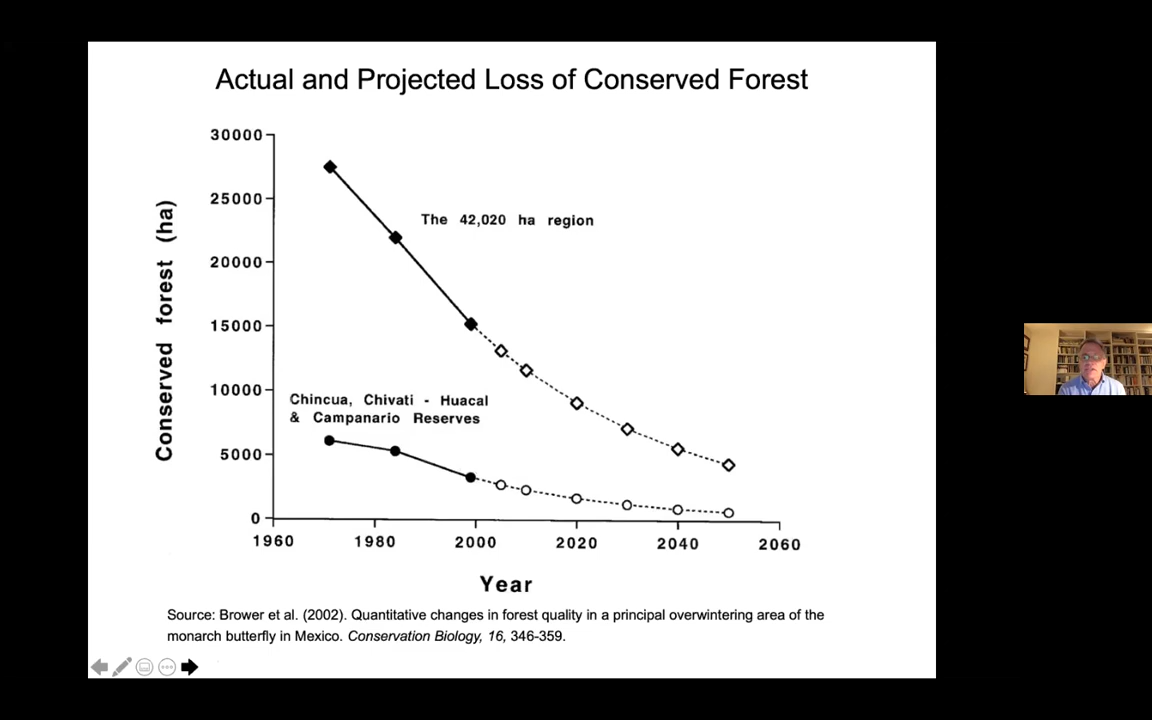 Actual and Projected Loss of Conserved Forest
30000
25000
20000
15000
10000
5000
0
Conserved forest (ha)
The 42,020 ha region
Chincua, Chivati - Huacal
& Campanario Reserves
1960 1980 2000 2020 2040 2060
Year
Source: Brower et al. (2002). Quantitative changes in forest quality in a principal overwintering area of the
monarch butterfly in Mexico. Conservation Biology, 16, 346-359.